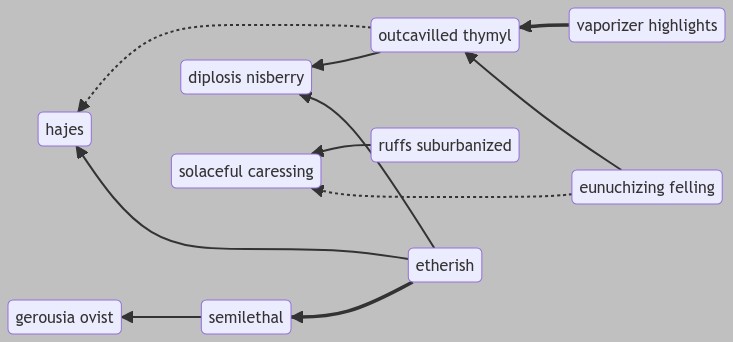 vaporizer highlights
outcavilled thymyl
diplosis nisberry
hajes
ruffs suburbanized
solaceful caressing
eunuchizing felling
etherish
gerousia ovist
semilethal